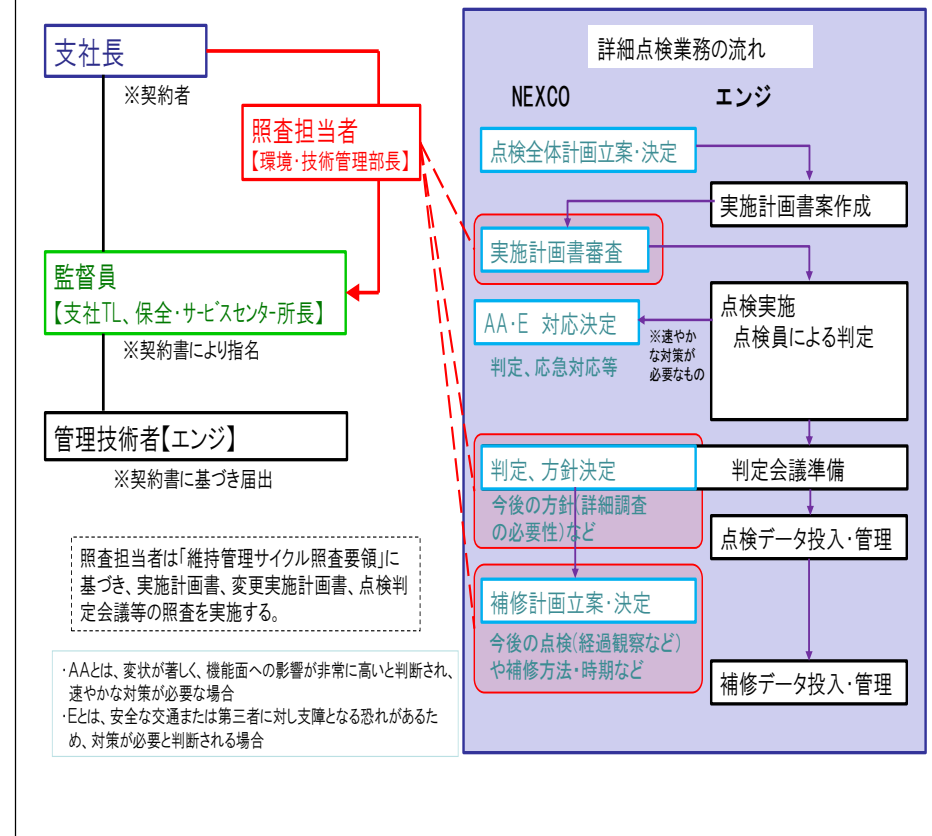 支社長
※契約者
照査担当者
【環境・技術管理部長】
監督員
【支社TL、保全・サービスセンター所長】
※契約書により指名
管理技術者【エンジ】
※契約書に基づき届出
照査担当者は「維持管理サイクル照査要領」に
基づき、実施計画書、変更実施計画書、点検判
定会議等の照査を実施する。
・AAとは、変状が著しく、機能面への影響が非常に高いと判断され、
速やかな対策が必要な場合
・Eとは、安全な交通または第三者に対し支障となる恐れがあるた
め、対策が必要と判断される場合
詳細点検業務の流れ
NEXCO
エンジ
点検全体計画立案・決定
実施計画書案作成
実施計画書審査
点検実施
点検員による判定
AA・E 対応決定
判定、応急対応等
※速やか
な対策が
必要なもの
判定、方針決定
判定会議準備
今後の方針(詳細調査
の必要性)など
点検データ投入・管理
補修計画立案・決定
今後の点検(経過観察など)
や補修方法・時期など
補修データ投入・管理